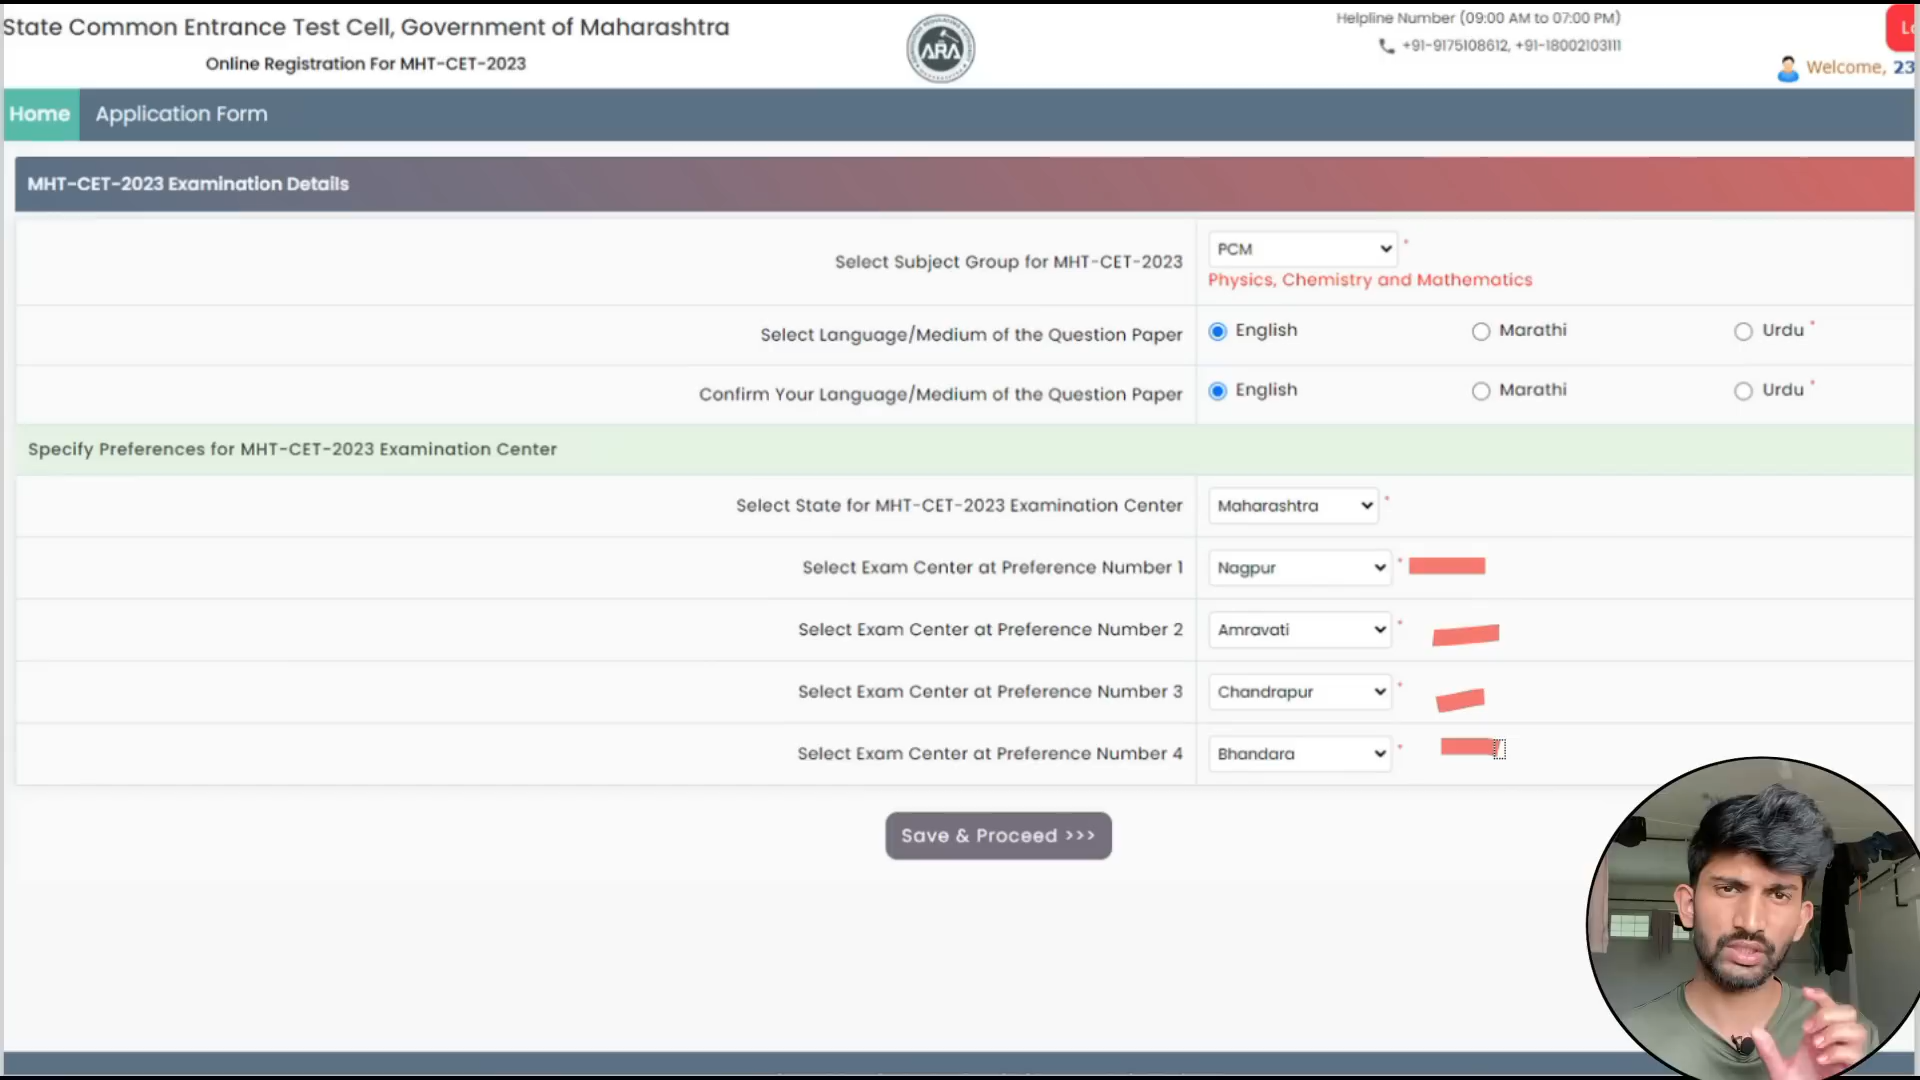 State Common Entrance Test Cell, Government of Maharashtra
Online Registration For MHT-CET-2023
ARA
Helpline Number (09:00 AM to 07:00 PM)
+91-9175108612, +91-18002103111
Welcome, 23
Home
Application Form
MHT-CET-2023 Examination Details
Select Subject Group for MHT-CET-2023
PCM *
Physics, Chemistry and Mathematics
Select Language/Medium of the Question Paper
English
Marathi
Urdu *
Confirm Your Language/Medium of the Question Paper
English
Marathi
Urdu *
Specify Preferences for MHT-CET-2023 Examination Center
Select State for MHT-CET-2023 Examination Center
Maharashtra *
Select Exam Center at Preference Number 1
Nagpur *
Select Exam Center at Preference Number 2
Amravati *
Select Exam Center at Preference Number 3
Chandrapur *
Select Exam Center at Preference Number 4
Bhandara *
Save & Proceed >>>